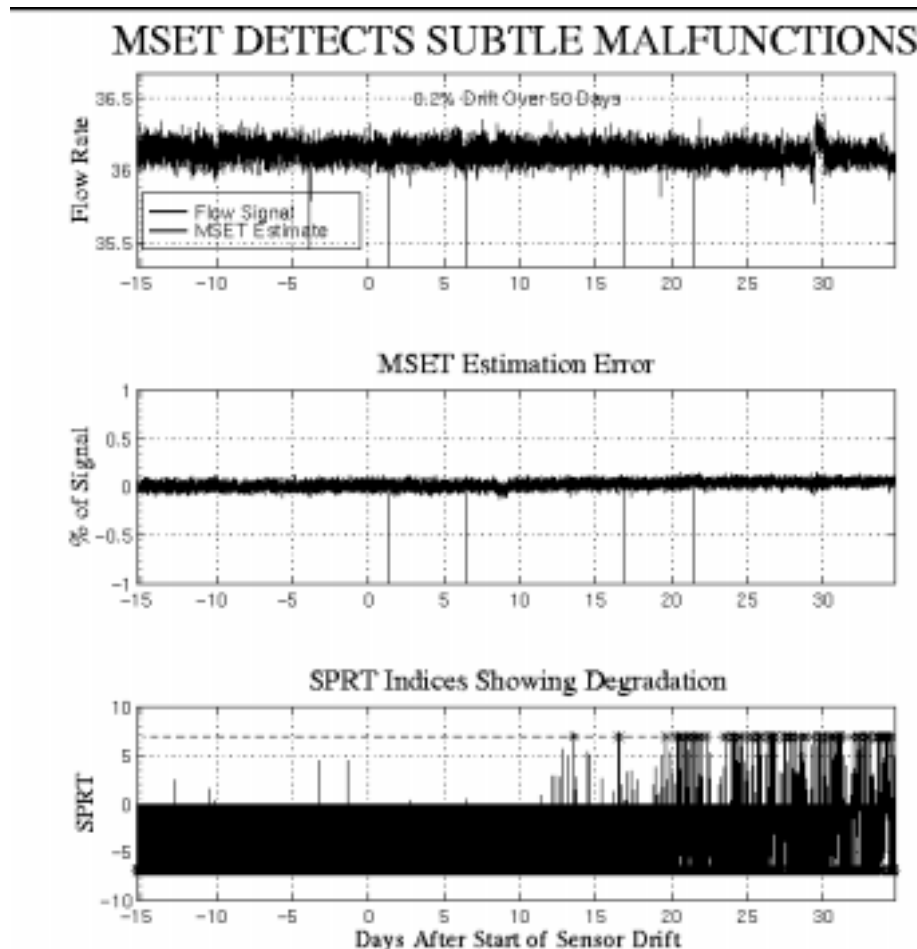 MSET DETECTS SUBTLE MALFUNCTIONS
0.2% Drift Over 50 Days
Flow Rate
36.5
36
35.5
Flow Signal
MSET Estimate
-15 -10 -5 0 5 10 15 20 25 30
MSET Estimation Error
% of Signal
1
0.5
0
-0.5
-1
-15 -10 -5 0 5 10 15 20 25 30
SPRT Indices Showing Degradation
SPRT
10
5
0
-5
-10
-15 -10 -5 0 5 10 15 20 25 30
Days After Start of Sensor Drift